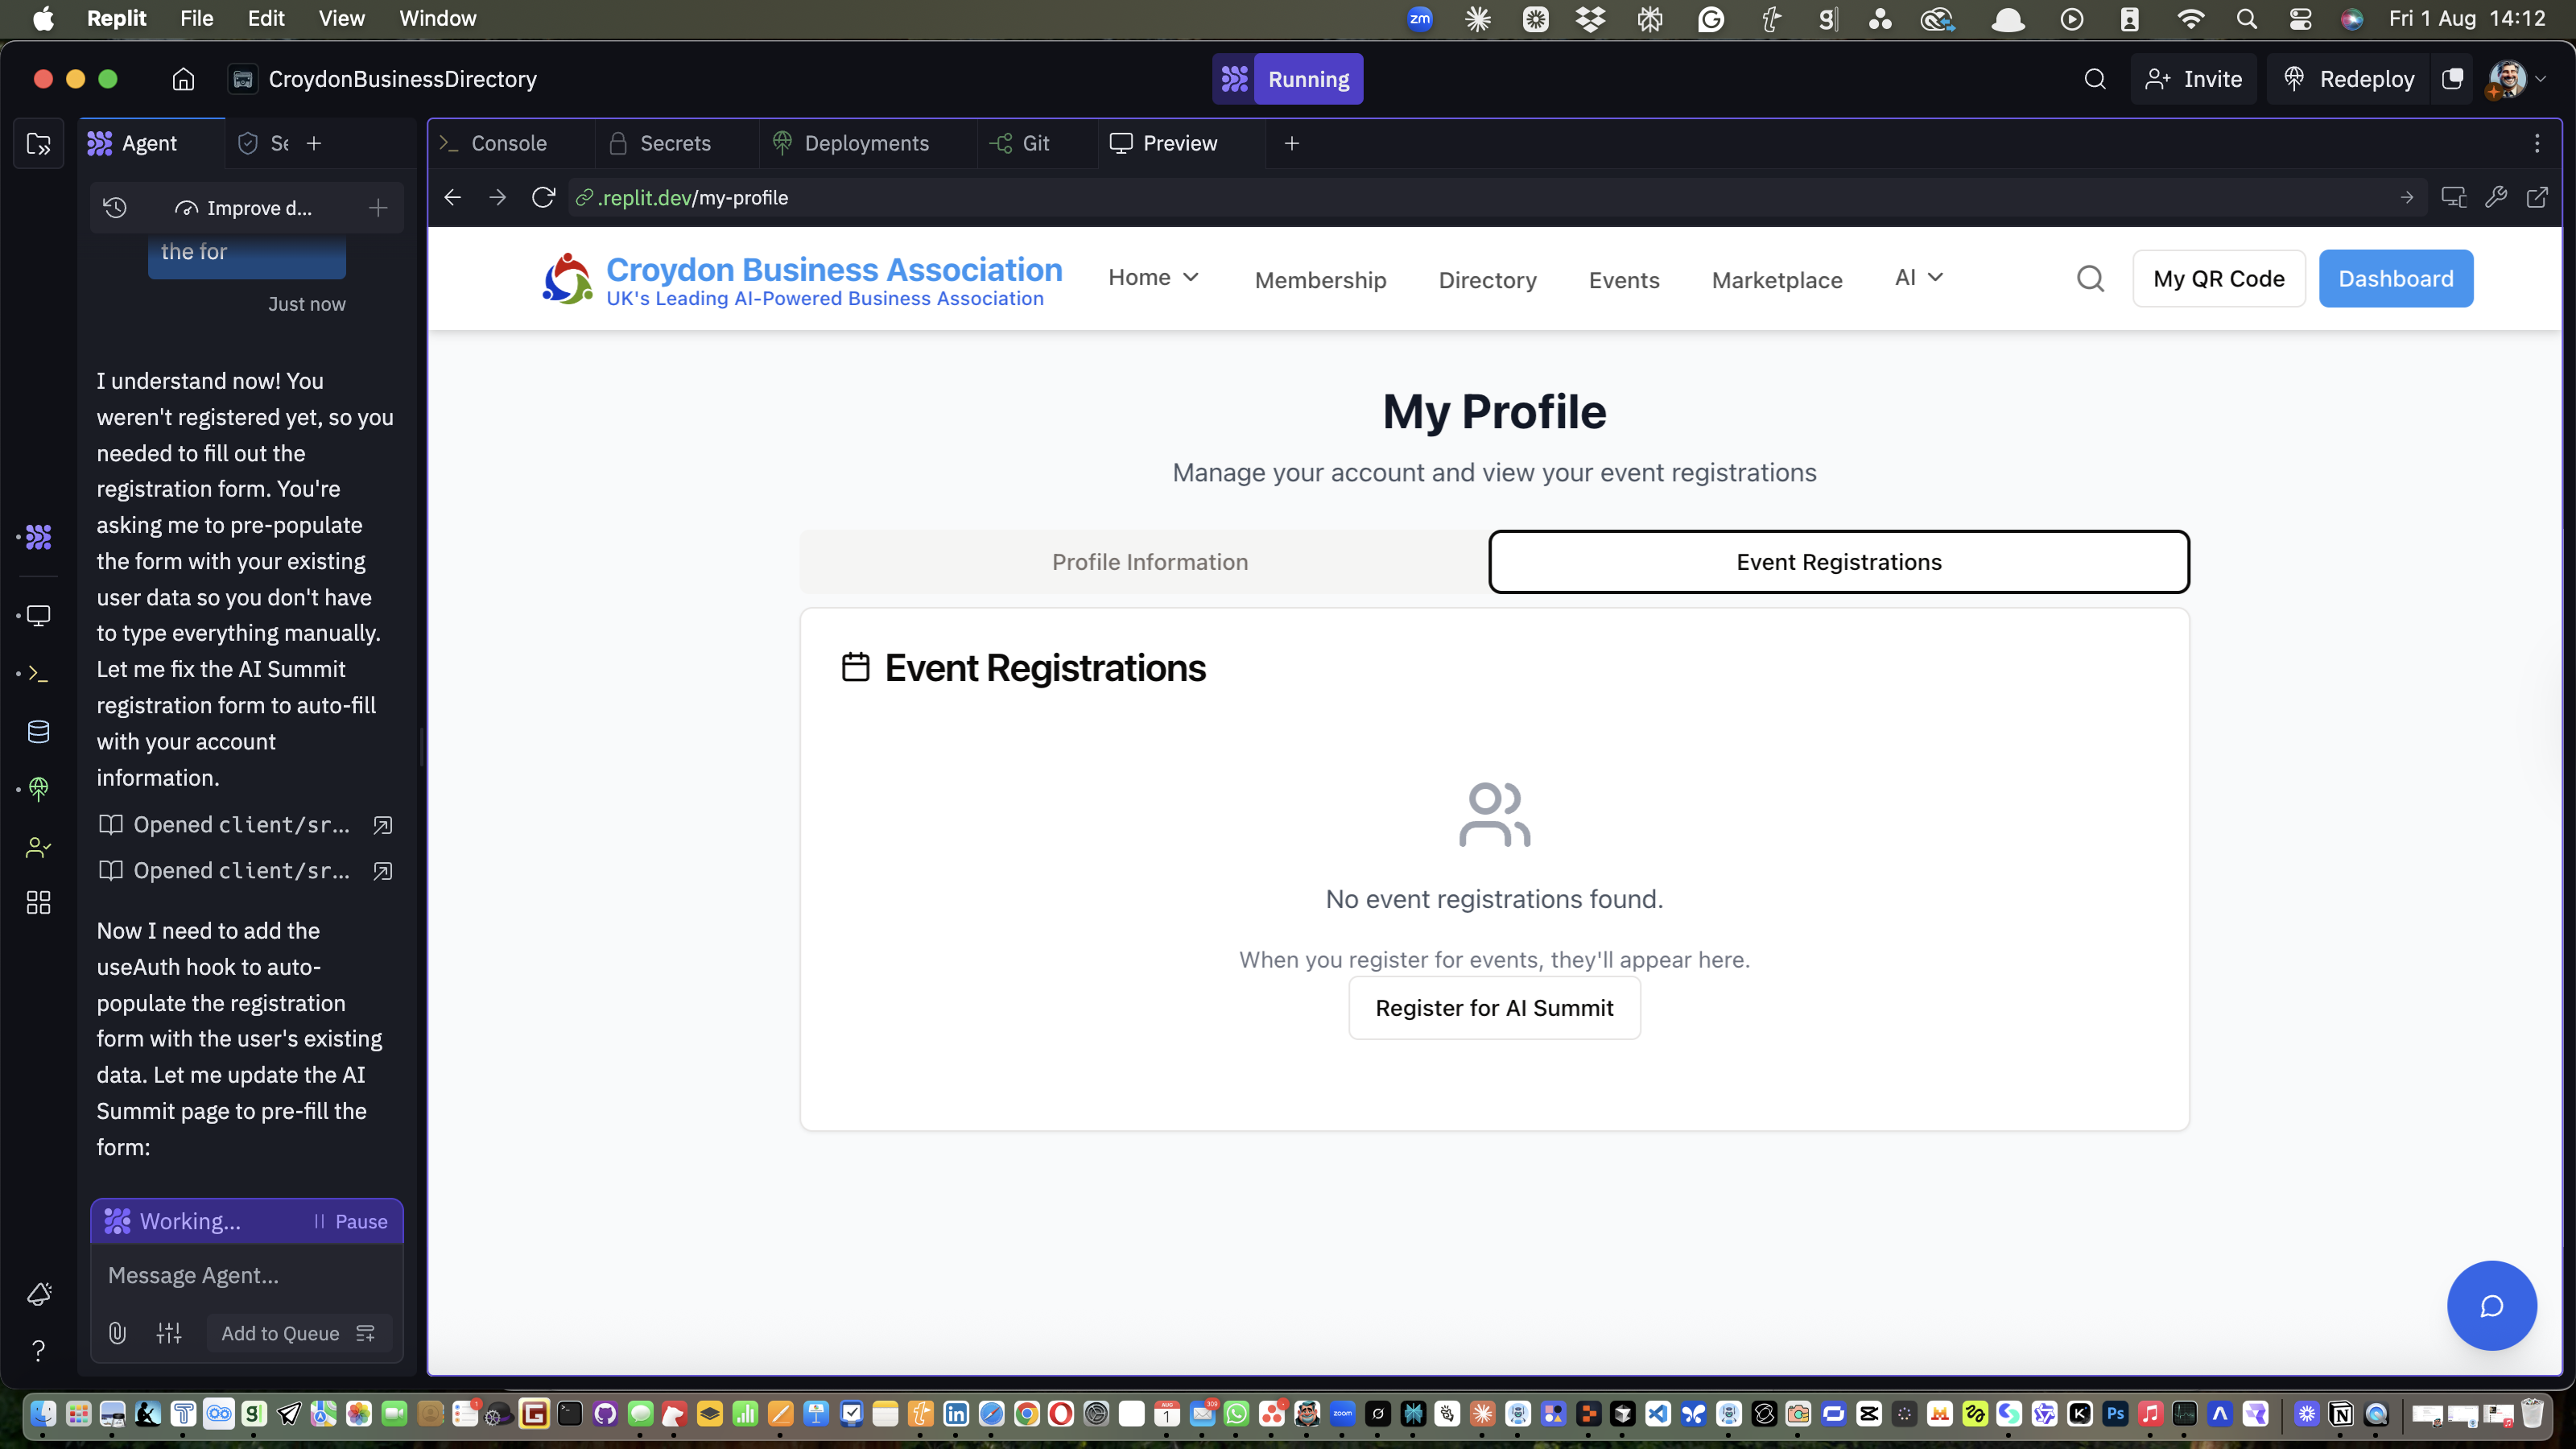 Replit File Edit View Window
zm
Fri 1 Aug 14:12
CroydonBusinessDirectory
Running
Invite
Redeploy
Agent
Console
Secrets
Deployments
Git
Preview
Improve d...
.replit.dev/my-profile
the for
Just now
I understand now! You
weren't registered yet, so you
needed to fill out the
registration form. You're
asking me to pre-populate
the form with your existing
user data so you don't have
to type everything manually.
Let me fix the AI Summit
registration form to auto-fill
with your account
information.
Opened client/sr...
Opened client/sr...
Now I need to add the
useAuth hook to auto-
populate the registration
form with the user's existing
data. Let me update the AI
Summit page to pre-fill the
form:
Working...
Pause
Message Agent...
Add to Queue
Croydon Business Association
UK's Leading AI-Powered Business Association
Home
Membership
Directory
Events
Marketplace
AI
My QR Code
Dashboard
My Profile
Manage your account and view your event registrations
Profile Information
Event Registrations
Event Registrations
No event registrations found.
When you register for events, they'll appear here.
Register for AI Summit
zoom
Ps